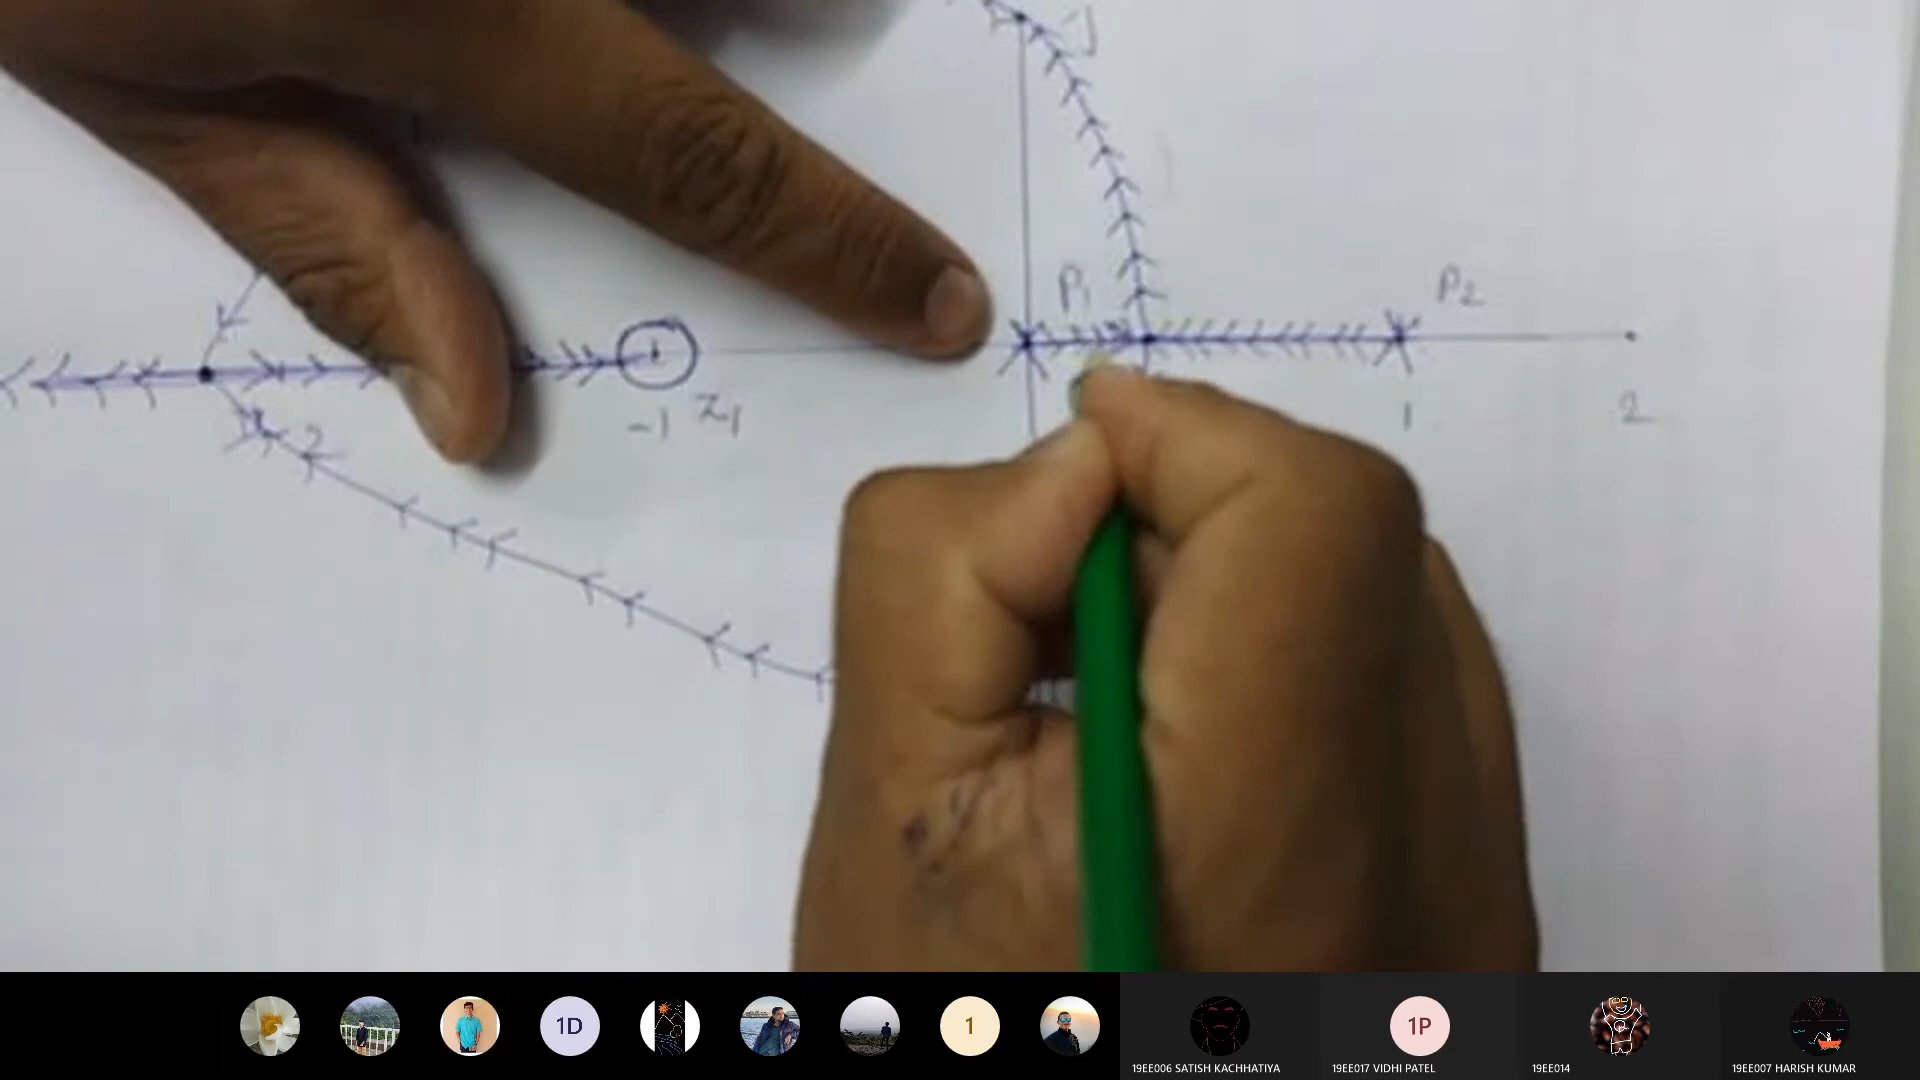 P1
P2
-1
Z1
1
2
1D
1
1P
19EE006 SATISH KACHHATIYA
19EE017 VIDHI PATEL
19EE014
19EE007 HARISH KUMAR